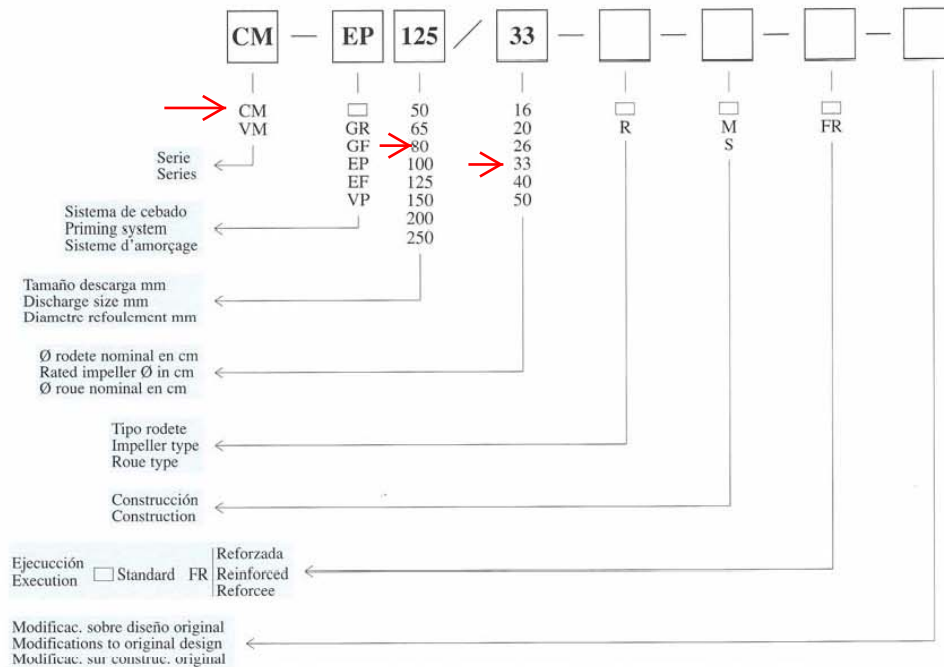 CM — EP 125 / 33 — — — —
CM 50 16
VM GR 65 20 R M FR
GF 80 26 S
EP 100 33
EF 125 40
VP 150 50
200
250
Serie
Series
Sistema de cebado
Priming system
Sisteme d'amorçage
Tamaño descarga mm
Discharge size mm
Diametre refoulement mm
Ø rodete nominal en cm
Rated impeller Ø in cm
Ø roue nominal en cm
Tipo rodete
Impeller type
Roue type
Construcción
Construction
Ejecucción
Execution
Standard FR
Reforzada
Reinforced
Reforcee
Modificac. sobre diseño original
Modifications to original design
Modificac. sur construc. original